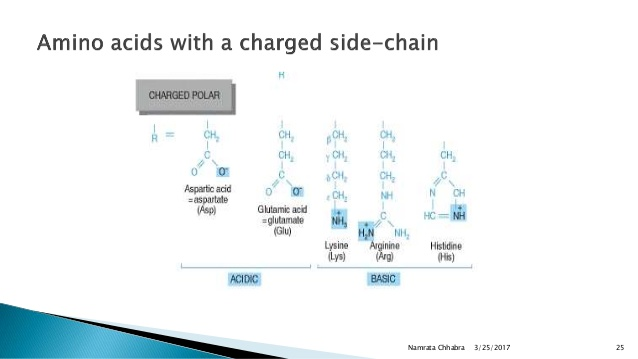 Amino acids with a charged side-chain
H
CHARGED POLAR
R =
CH2
C
O O-
Aspartic acid
=aspartate
(Asp)
CH2
CH2
C
O O-
Glutamic acid
=glutamate
(Glu)
β CH2
γ CH2
δ CH2
ε CH2
+
NH3
Lysine
(Lys)
CH2
CH2
CH2
NH
+
C
H2N NH2
Arginine
(Arg)
CH2
C
N CH
+
HC = NH
Histidine
(His)
ACIDIC
BASIC
Namrata Chhabra 3/25/2017 25